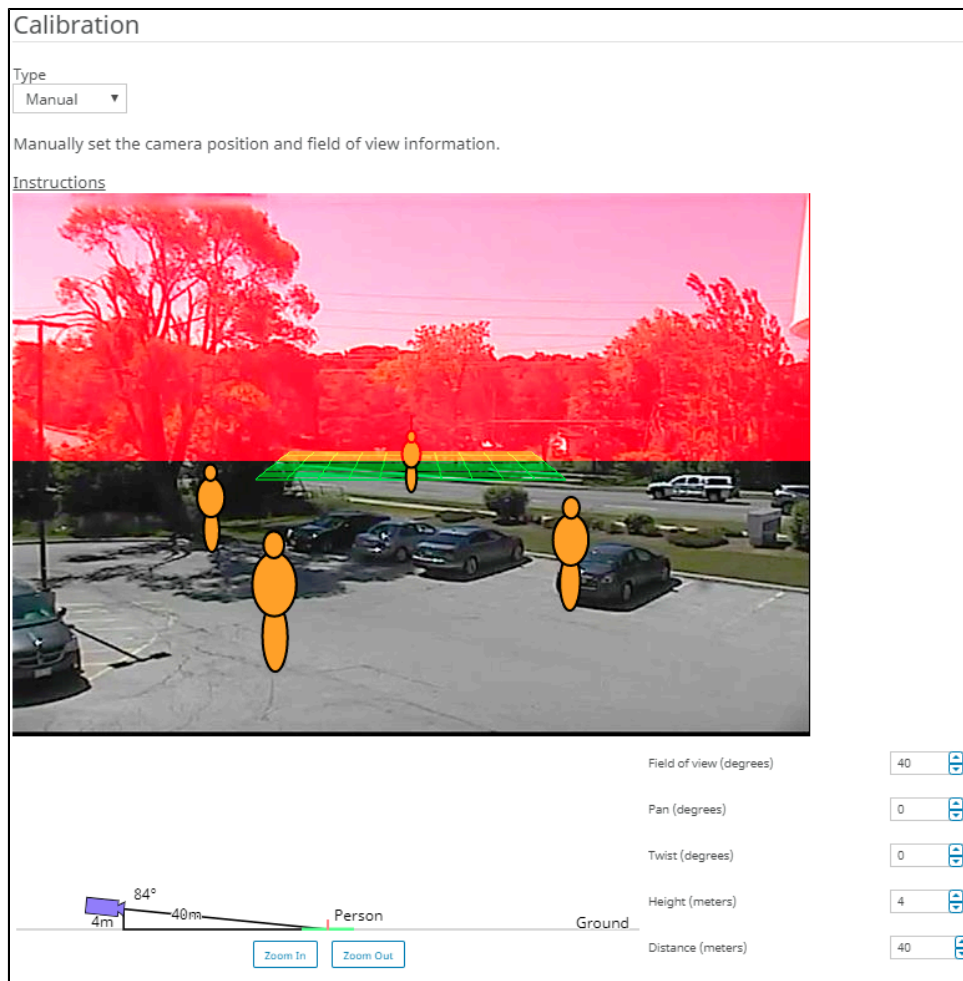 Calibration
Type
Manual
Manually set the camera position and field of view information.
Instructions
Field of view (degrees) 40
Pan (degrees) 0
Twist (degrees) 0
84°
Height (meters) 4
4m 40m Person Ground
Distance (meters) 40
Zoom In Zoom Out